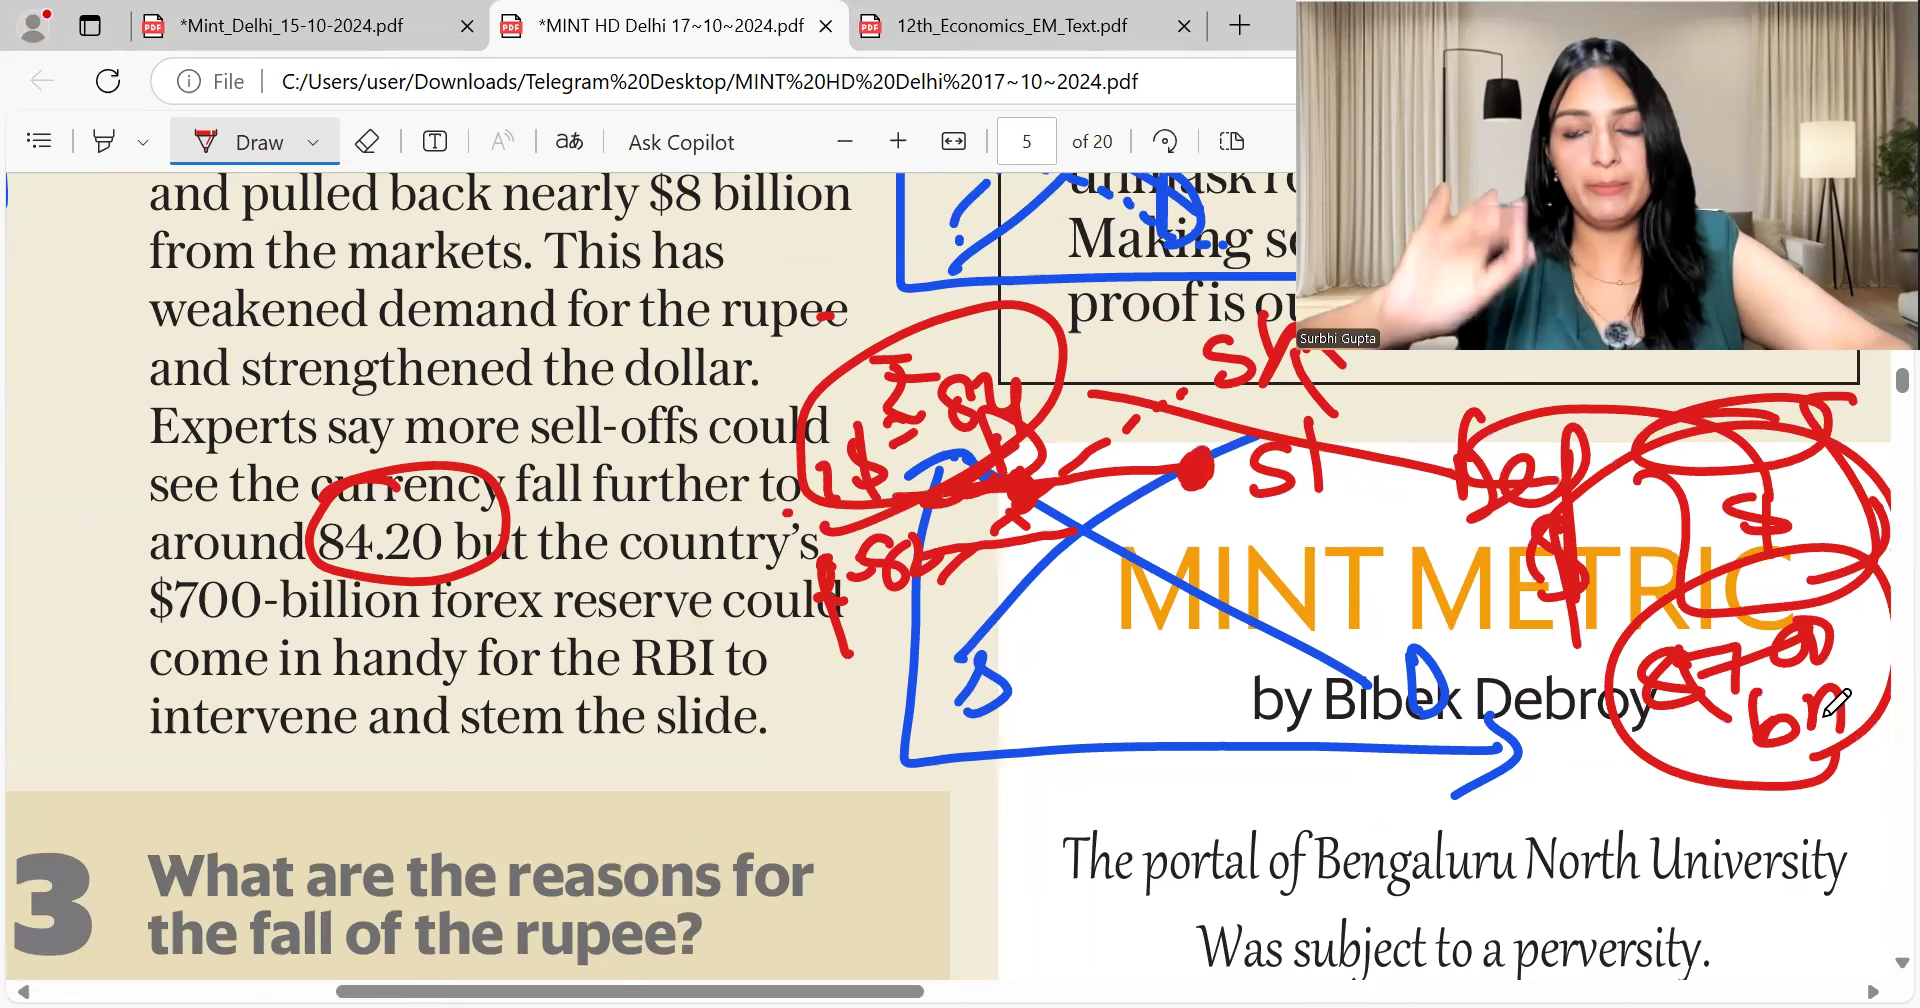 *Mint_Delhi_15-10-2024.pdf
*MINT HD Delhi 17~10~2024.pdf
12th_Economics_EM_Text.pdf
File
C:/Users/user/Downloads/Telegram%20Desktop/MINT%20HD%20Delhi%2017~10~2024.pdf
Draw
Ask Copilot
5 of 20
and pulled back nearly $8 billion
from the markets. This has
weakened demand for the rupee
and strengthened the dollar.
Experts say more sell-offs could
see the currency fall further to
around 84.20 but the country's
$700-billion forex reserve could
come in handy for the RBI to
intervene and stem the slide.
3
What are the reasons for
the fall of the rupee?
Making
proof is
Surbhi Gupta
MINT METRIC
by Bibek Debroy
The portal of Bengaluru North University
Was subject to a perversity.
84
1$
S
D
$
bn